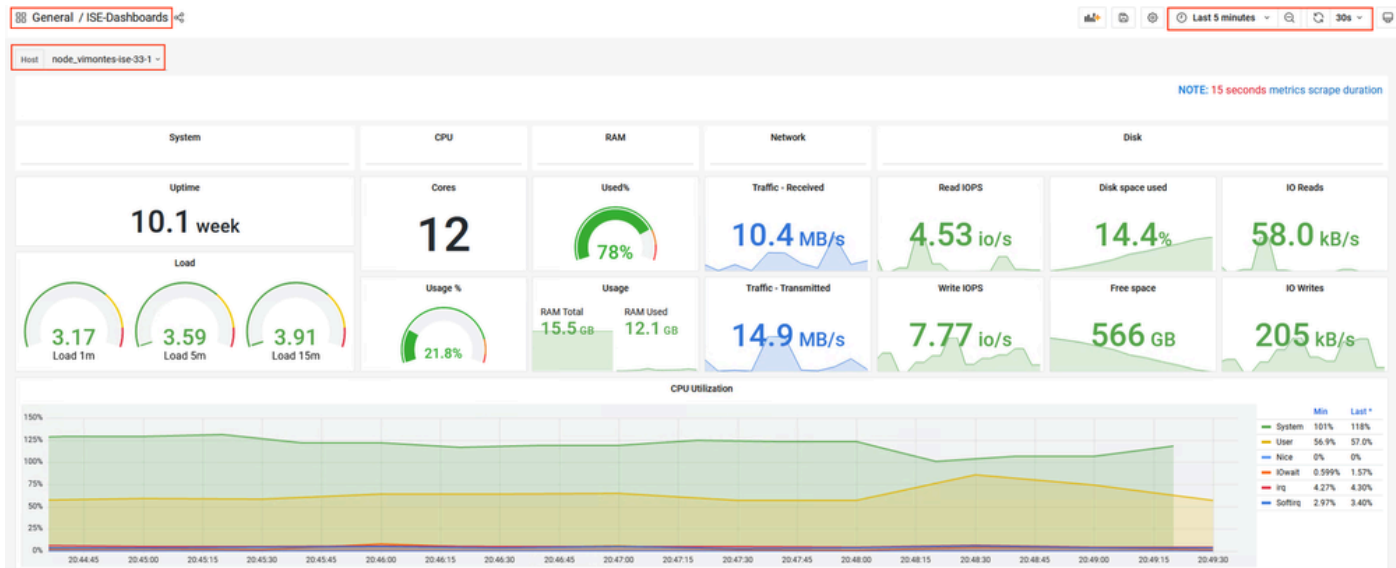 General / ISE-Dashboards
Last 5 minutes
30s
Host node_vimontes-ise-33-1
NOTE: 15 seconds metrics scrape duration
System
CPU
RAM
Network
Disk
Uptime
10.1 week
Cores
12
Used%
78%
Traffic - Received
10.4 MB/s
Read IOPS
4.53 io/s
Disk space used
14.4%
IO Reads
58.0 kB/s
Load
3.17
Load 1m
3.59
Load 5m
3.91
Load 15m
Usage %
21.8%
Usage
RAM Total
15.5 GB
RAM Used
12.1 GB
Traffic - Transmitted
14.9 MB/s
Write IOPS
7.77 io/s
Free space
566 GB
IO Writes
205 kB/s
CPU Utilization
150%
125%
100%
75%
50%
25%
0%
20:44:45 20:45:00 20:45:15 20:45:30 20:45:45 20:46:00 20:46:15 20:46:30 20:46:45 20:47:00 20:47:15 20:47:30 20:47:45 20:48:00 20:48:15 20:48:30 20:48:45 20:49:00 20:49:15 20:49:30
Min Last *
System 101% 118%
User 56.9% 57.0%
Nice 0% 0%
IOwait 0.599% 1.57%
irq 4.27% 4.30%
Softirq 2.97% 3.40%